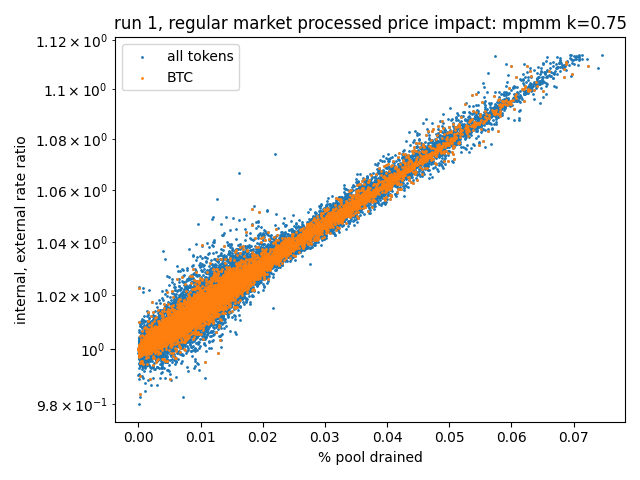 run 1, regular market processed price impact: mpmm k=0.75
all tokens
BTC
internal, external rate ratio
1.12 × 10⁰
1.1 × 10⁰
1.08 × 10⁰
1.06 × 10⁰
1.04 × 10⁰
1.02 × 10⁰
10⁰
9.8 × 10⁻¹
0.00 0.01 0.02 0.03 0.04 0.05 0.06 0.07
% pool drained